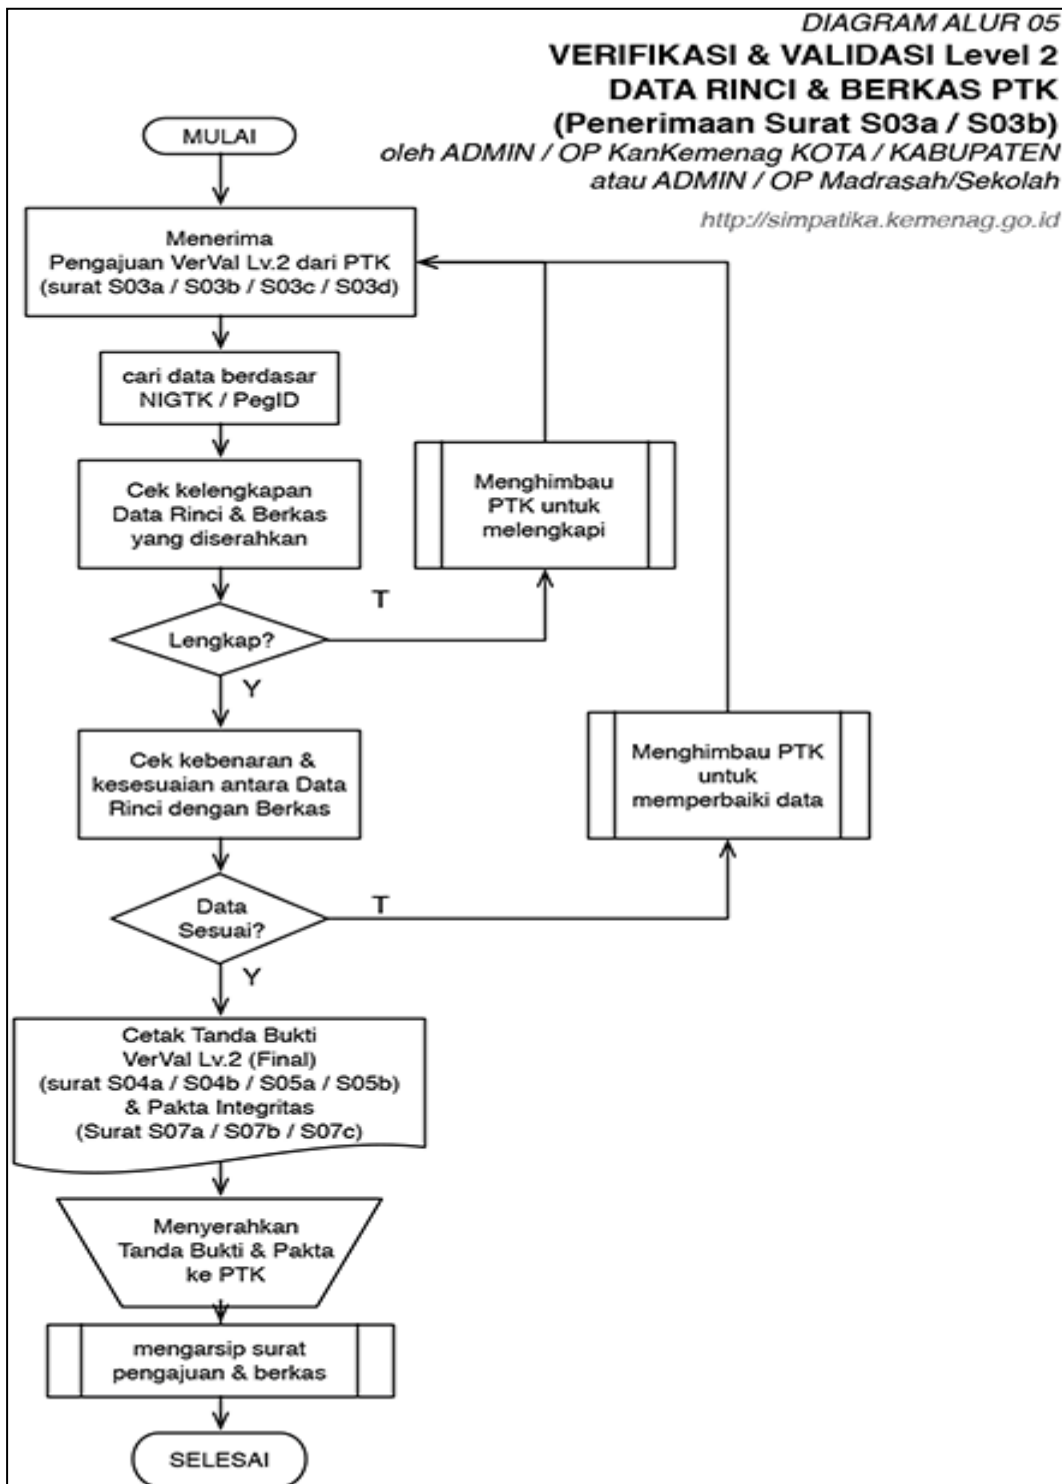 DIAGRAM ALUR 05
VERIFIKASI & VALIDASI Level 2
DATA RINCI & BERKAS PTK
(Penerimaan Surat S03a / S03b)
oleh ADMIN / OP KanKemenag KOTA / KABUPATEN
atau ADMIN / OP Madrasah/Sekolah
http://simpatika.kemenag.go.id
MULAI
Menerima
Pengajuan VerVal Lv.2 dari PTK
(surat S03a / S03b / S03c / S03d)
cari data berdasar
NIGTK / PegID
Cek kelengkapan
Data Rinci & Berkas
yang diserahkan
Menghimbau
PTK untuk
melengkapi
T
Lengkap?
Y
Cek kebenaran &
kesesuaian antara Data
Rinci dengan Berkas
Menghimbau PTK
untuk
memperbaiki data
Data
Sesuai?
T
Y
Cetak Tanda Bukti
VerVal Lv.2 (Final)
(surat S04a / S04b / S05a / S05b)
& Pakta Integritas
(Surat S07a / S07b / S07c)
Menyerahkan
Tanda Bukti & Pakta
ke PTK
mengarsip surat
pengajuan & berkas
SELESAI